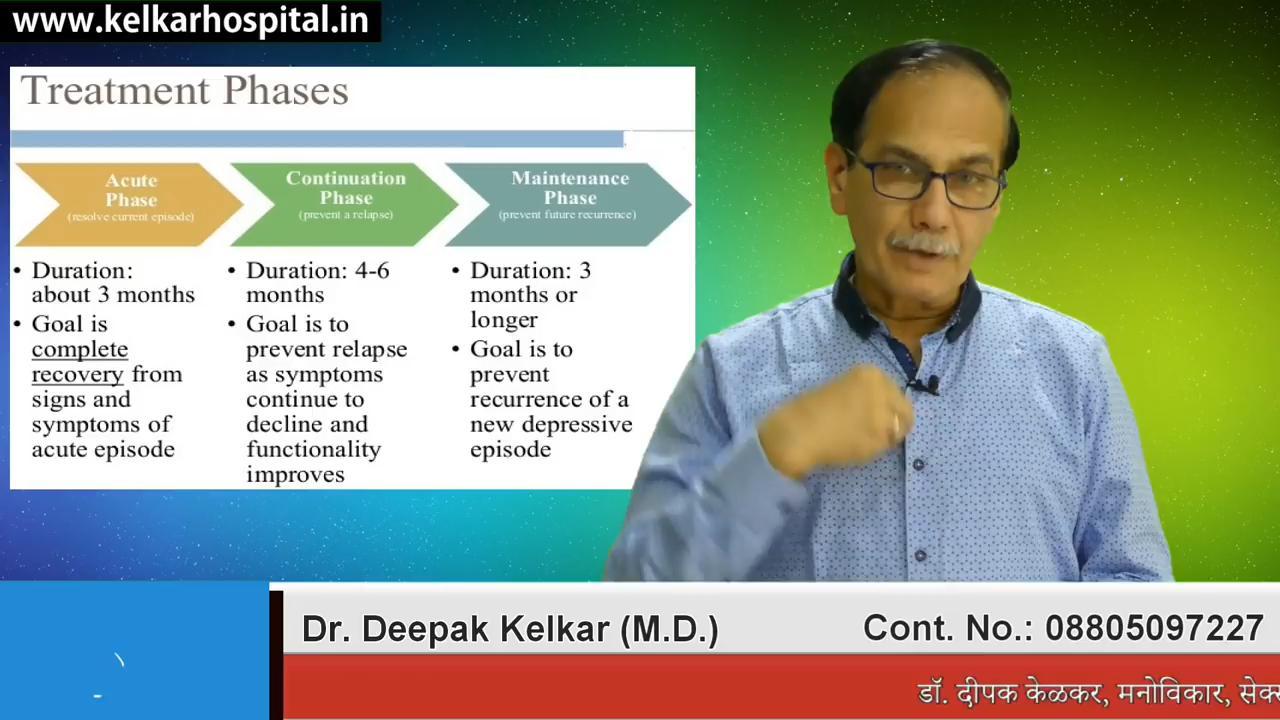 www.kelkarhospital.in
Treatment Phases
Acute
Phase
(resolve current episode)
• Duration:
about 3 months
• Goal is
complete
recovery from
signs and
symptoms of
acute episode
Continuation
Phase
(prevent a relapse)
• Duration: 4-6
months
• Goal is to
prevent relapse
as symptoms
continue to
decline and
functionality
improves
Maintenance
Phase
(prevent future recurrence)
• Duration: 3
months or
longer
• Goal is to
prevent
recurrence of a
new depressive
episode
Dr. Deepak Kelkar (M.D.)
Cont. No.: 08805097227
डॉ. दीपक केळकर, मनोविकार,